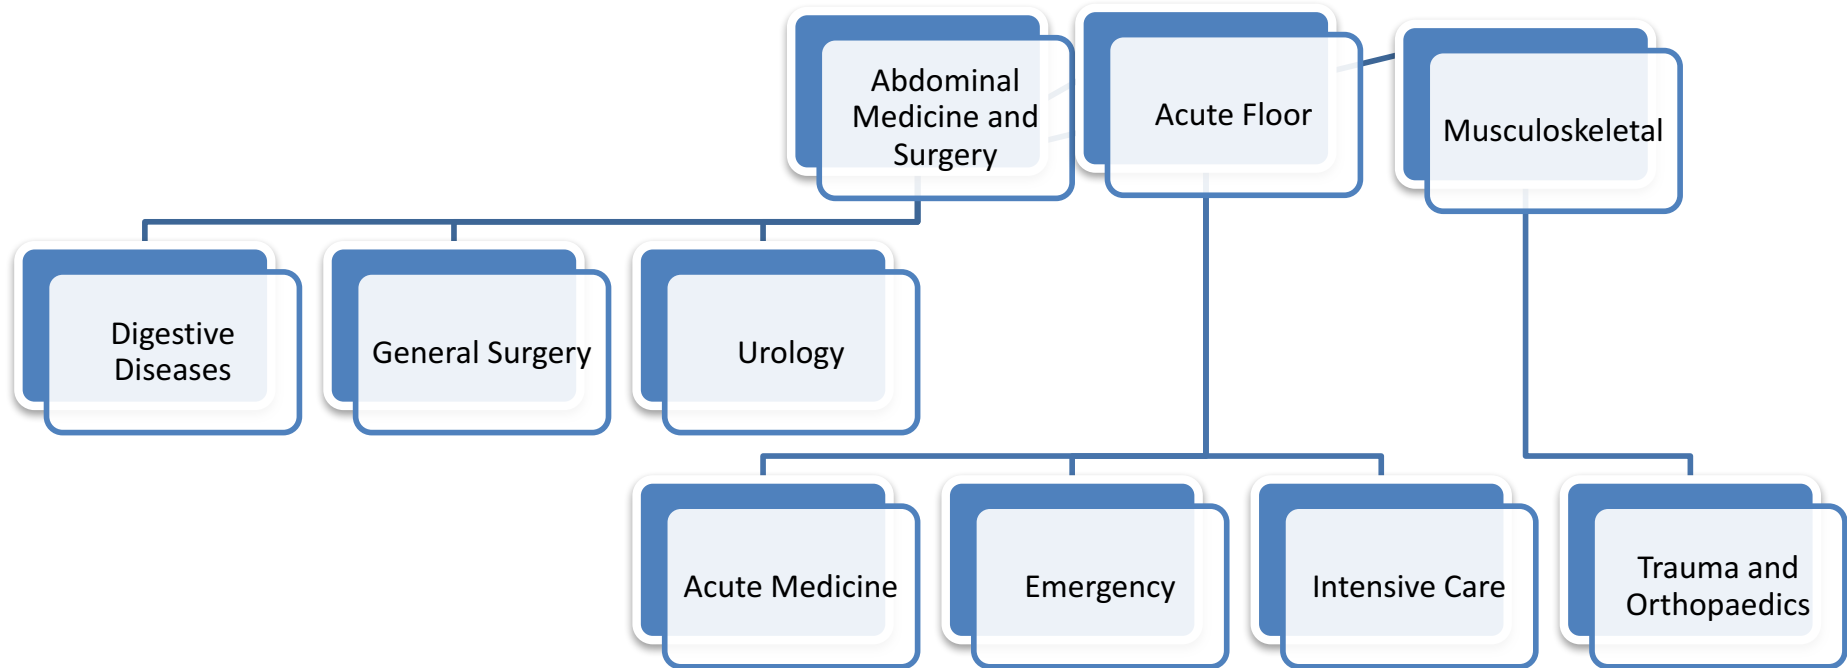 Abdominal
Medicine and
Surgery
Acute Floor
Musculoskeletal
Digestive
Diseases
General Surgery
Urology
Acute Medicine
Emergency
Intensive Care
Trauma and
Orthopaedics